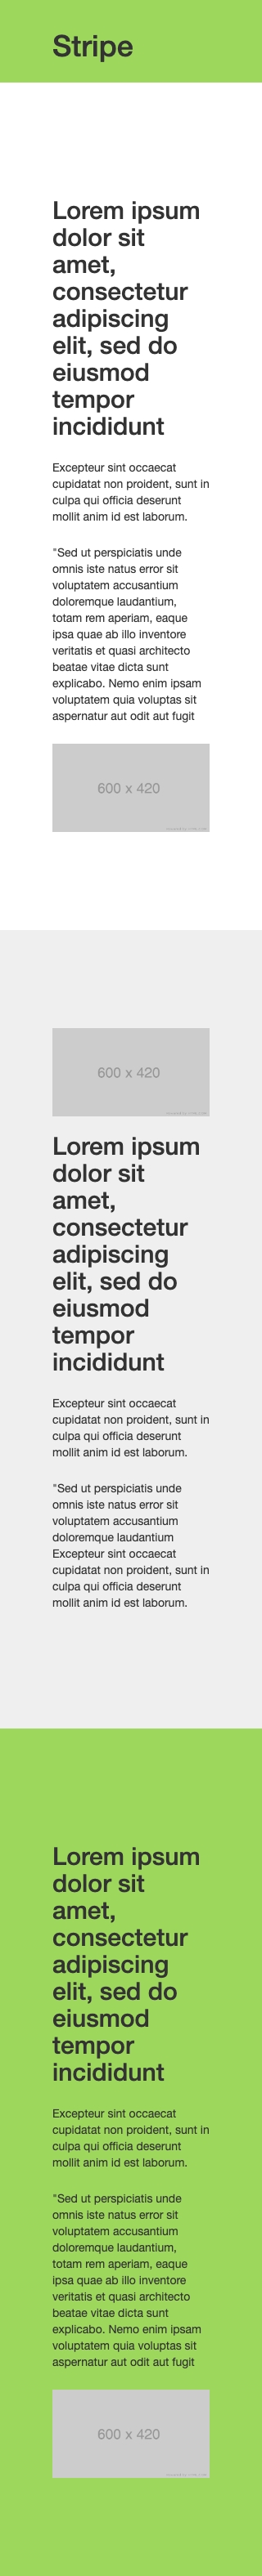 Stripe
Lorem ipsum
dolor sit
amet,
consectetur
adipiscing
elit, sed do
eiusmod
tempor
incididunt
Excepteur sint occaecat
cupidatat non proident, sunt in
culpa qui officia deserunt
mollit anim id est laborum.
"Sed ut perspiciatis unde
omnis iste natus error sit
voluptatem accusantium
doloremque laudantium,
totam rem aperiam, eaque
ipsa quae ab illo inventore
veritatis et quasi architecto
beatae vitae dicta sunt
explicabo. Nemo enim ipsam
voluptatem quia voluptas sit
aspernatur aut odit aut fugit
600 x 420
600 x 420
Lorem ipsum
dolor sit
amet,
consectetur
adipiscing
elit, sed do
eiusmod
tempor
incididunt
Excepteur sint occaecat
cupidatat non proident, sunt in
culpa qui officia deserunt
mollit anim id est laborum.
"Sed ut perspiciatis unde
omnis iste natus error sit
voluptatem accusantium
doloremque laudantium
Excepteur sint occaecat
cupidatat non proident, sunt in
culpa qui officia deserunt
mollit anim id est laborum.
Lorem ipsum
dolor sit
amet,
consectetur
adipiscing
elit, sed do
eiusmod
tempor
incididunt
Excepteur sint occaecat
cupidatat non proident, sunt in
culpa qui officia deserunt
mollit anim id est laborum.
"Sed ut perspiciatis unde
omnis iste natus error sit
voluptatem accusantium
doloremque laudantium,
totam rem aperiam, eaque
ipsa quae ab illo inventore
veritatis et quasi architecto
beatae vitae dicta sunt
explicabo. Nemo enim ipsam
voluptatem quia voluptas sit
aspernatur aut odit aut fugit
600 x 420